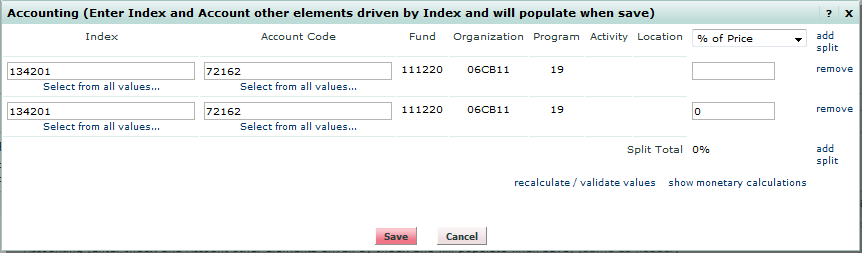 Accounting (Enter Index and Account other elements driven by Index and will populate when save) ? X
Index Account Code Fund Organization Program Activity Location % of Price add split
134201 72162 111220 06CB11 19 remove
Select from all values... Select from all values...
134201 72162 111220 06CB11 19 0 remove
Select from all values... Select from all values...
Split Total 0% add split
recalculate / validate values show monetary calculations
Save Cancel